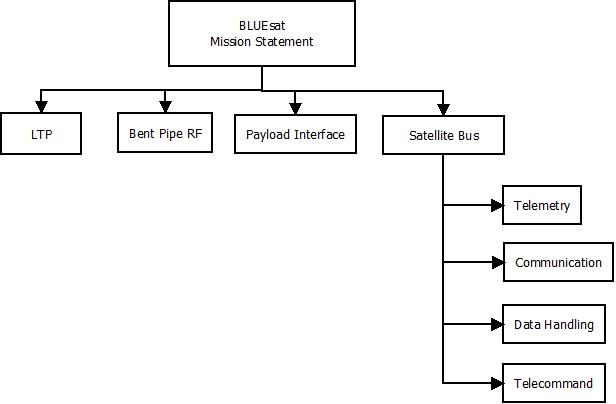 BLUEsat
Mission Statement
LTP
Bent Pipe RF
Payload Interface
Satellite Bus
Telemetry
Communication
Data Handling
Telecommand